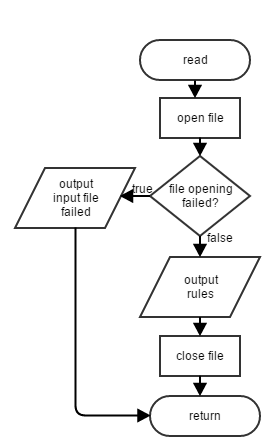 read
open file
file opening
failed?
true
output
input file
failed
false
output
rules
close file
return